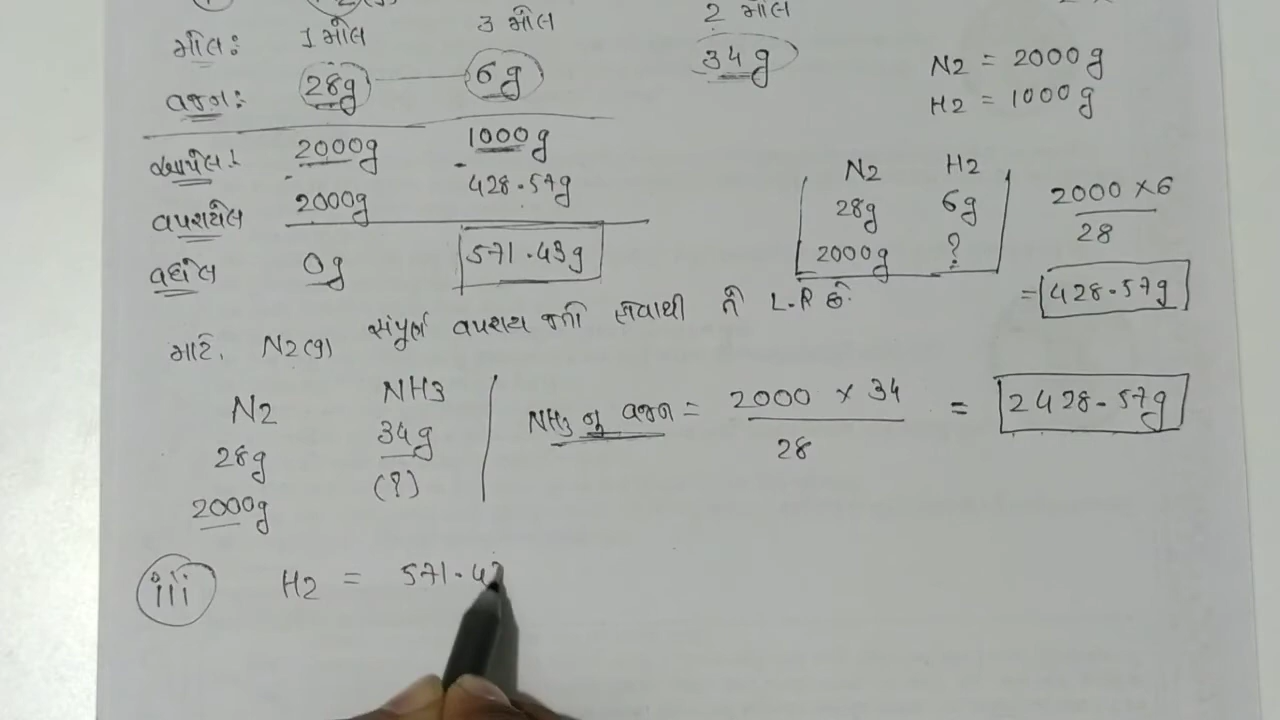 મોલ: 1 મોલ 3 મોલ 2 મોલ
વજન: 28g 6g 34g
N2 = 2000g
H2 = 1000g
આપેલ: 2000g 1000g
વપરાયેલ 2000g 428.57g
વધેલ 0g 571.43g
N2 H2
28g 6g
2000g ?
2000 × 6
28
= 428.57g
માટે, N2(g) સંપૂર્ણ વપરાય જતી હોવાથી તે L.R છે.
N2 NH3
28g 34g
2000g (?)
NH3 નું વજન = 2000 × 34 = 2428.57g
28
iii H2 = 571.43